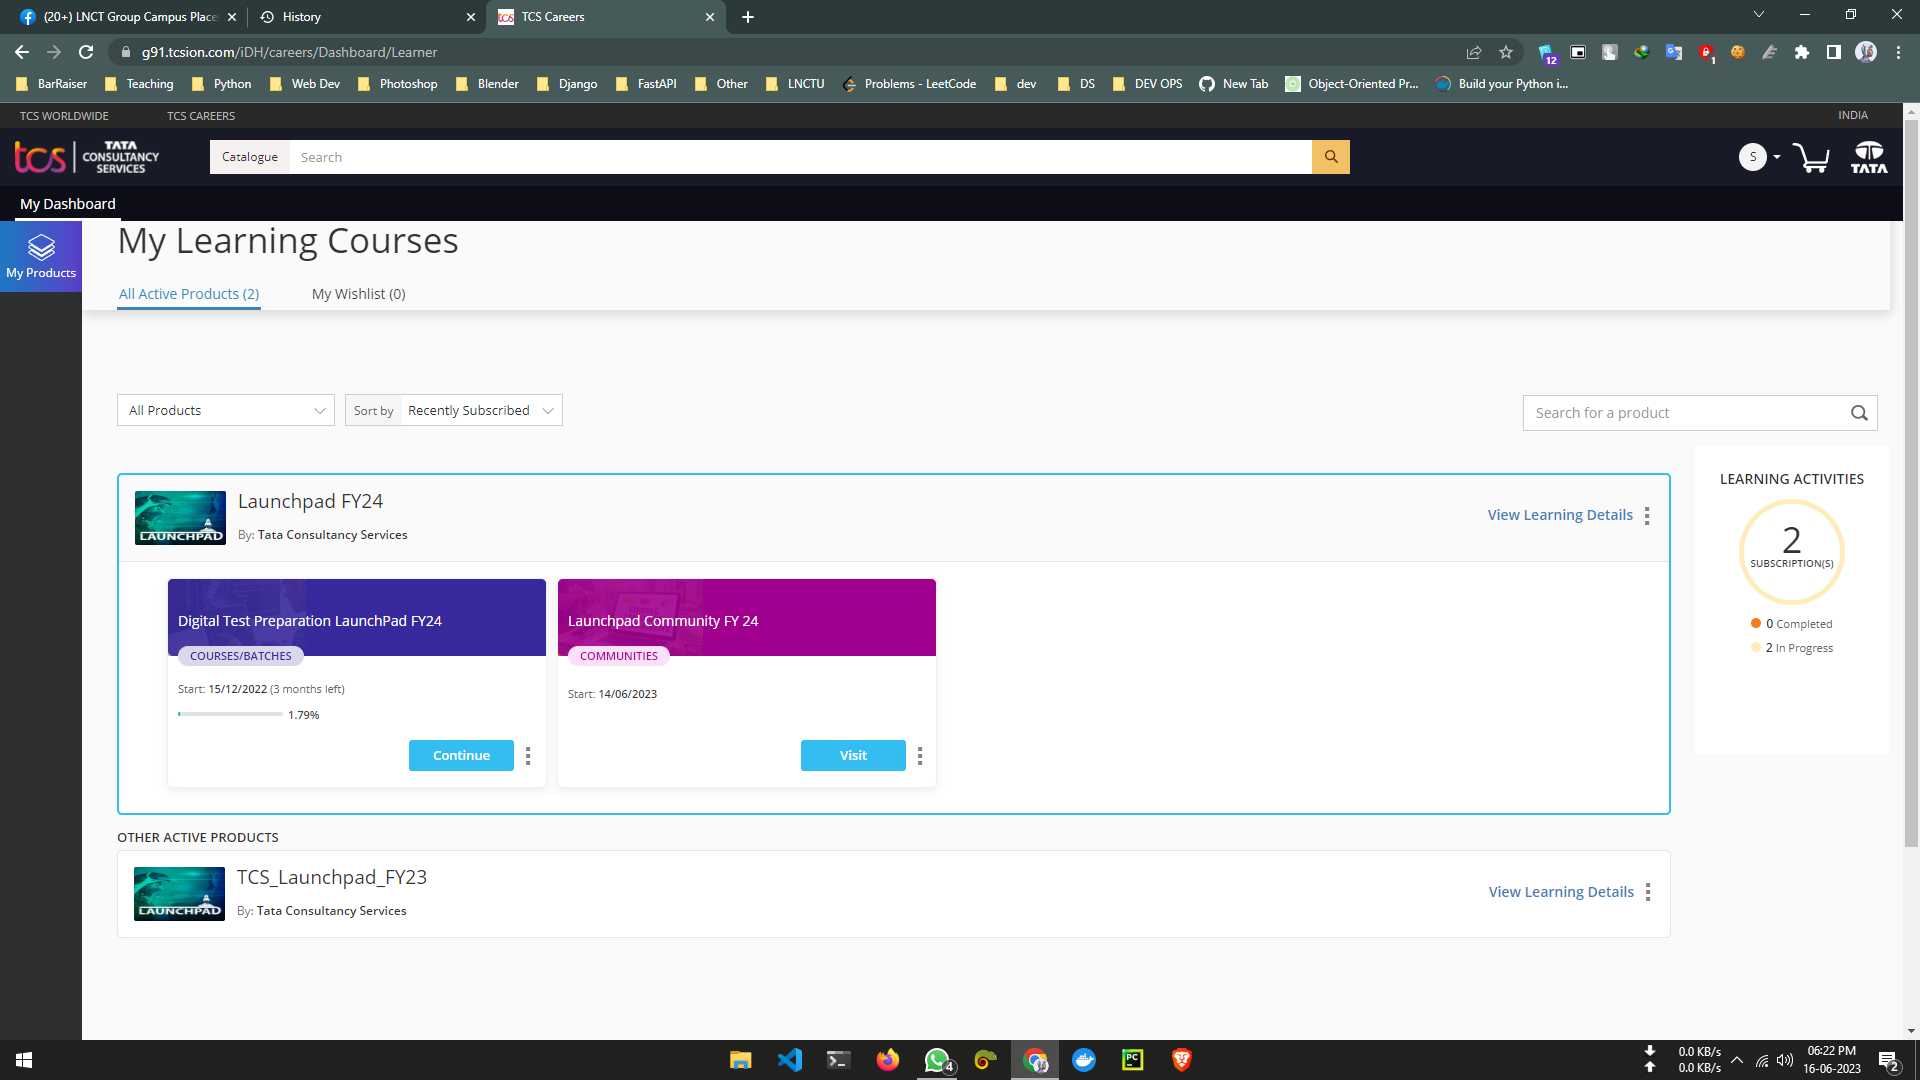 (20+) LNCT Group Campus Place
History
TCS Careers
g91.tcsion.com/iDH/careers/Dashboard/Learner
12
1
BarRaiser
Teaching
Python
Web Dev
Photoshop
Blender
Django
FastAPI
Other
LNCTU
Problems - LeetCode
dev
DS
DEV OPS
New Tab
Object-Oriented Pr...
Build your Python i...
TCS WORLDWIDE
TCS CAREERS
INDIA
tcs
TATA
CONSULTANCY
SERVICES
Catalogue
Search
S
TATA
My Dashboard
My Products
My Learning Courses
All Active Products (2)
My Wishlist (0)
All Products
Sort by Recently Subscribed
Search for a product
LAUNCHPAD
Launchpad FY24
By: Tata Consultancy Services
View Learning Details
LEARNING ACTIVITIES
2
SUBSCRIPTION(S)
0 Completed
2 In Progress
Digital Test Preparation LaunchPad FY24
COURSES/BATCHES
Start: 15/12/2022 (3 months left)
1.79%
Continue
Launchpad Community FY 24
COMMUNITIES
Start: 14/06/2023
Visit
OTHER ACTIVE PRODUCTS
LAUNCHPAD
TCS_Launchpad_FY23
By: Tata Consultancy Services
View Learning Details
4
PC
0.0 KB/s
0.0 KB/s
06:22 PM
16-06-2023
2